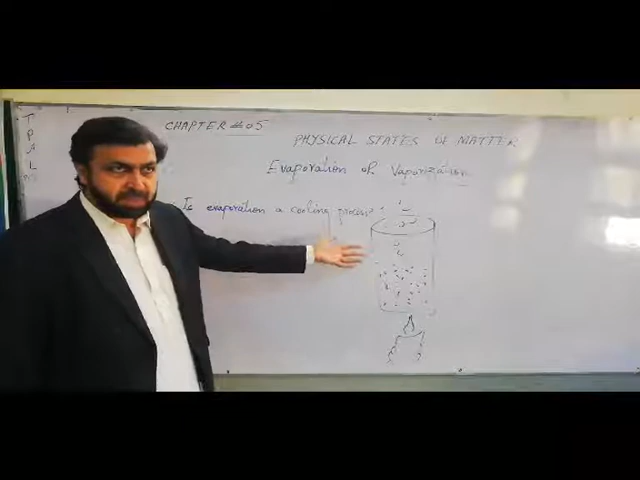 CHAPTER #05
PHYSICAL STATES OF MATTER.
EVAPORATION OR VAPORIZATION
Is evaporation a cooling process?
T
P
A
L